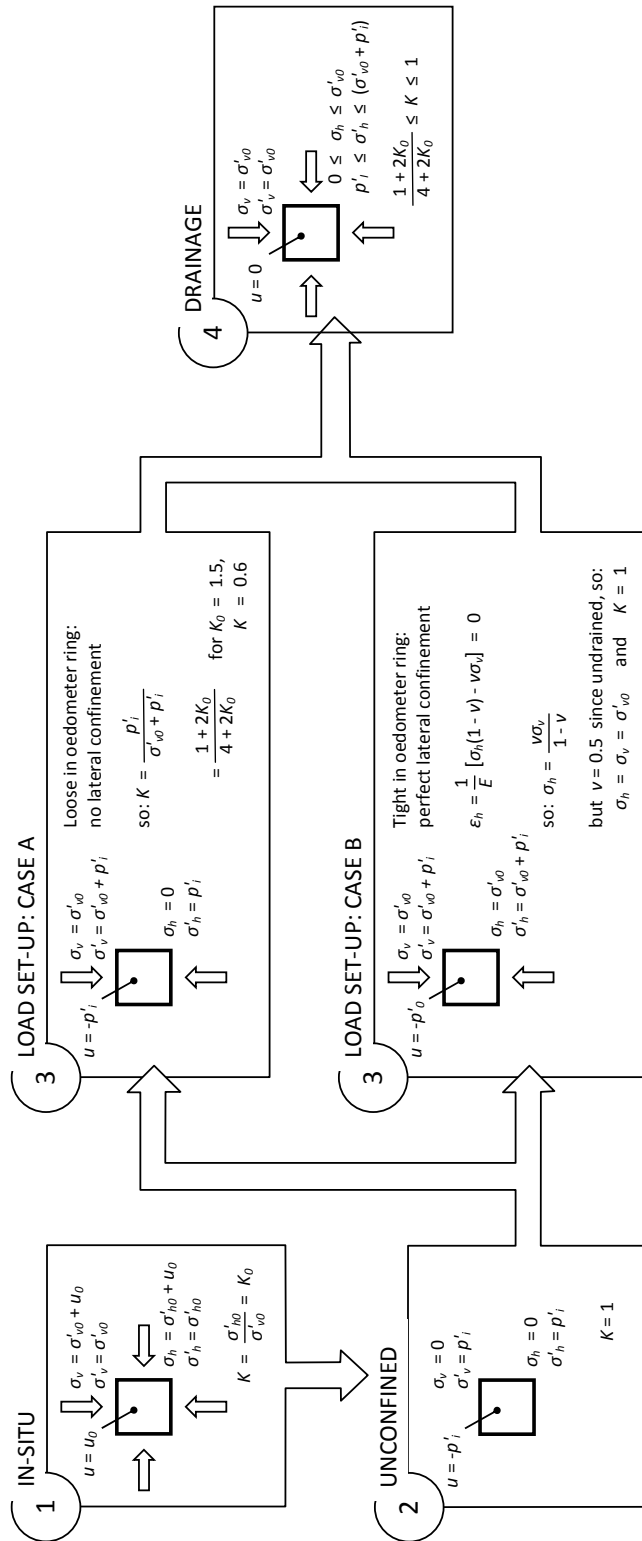 1
IN-SITU
σv = σ'v0 + u0
σ'v = σ'v0
u = u0
σh = σ'h0 + u0
σ'h = σ'h0
K = σ'h0 / σ'v0 = K0
2
UNCONFINED
σv = 0
σ'v = p'i
u = -p'i
σh = 0
σ'h = p'i
K = 1
3
LOAD SET-UP: CASE A
σv = σ'v0
σ'v = σ'v0 + p'i
u = -p'i
σh = 0
σ'h = p'i
Loose in oedometer ring:
no lateral confinement
so: K = p'i / σ'v0 + p'i
= 1 + 2K0 / 4 + 2K0
for K0 = 1.5,
K = 0.6
3
LOAD SET-UP: CASE B
σv = σ'v0
σ'v = σ'v0 + p'i
u = -p'0
σh = σ'v0
σ'h = σ'v0 + p'i
Tight in oedometer ring:
perfect lateral confinement
εh = 1/E [σh(1 - ν) - νσv] = 0
so: σh = νσv / 1 - ν
but ν = 0.5 since undrained, so:
σh = σv = σ'v0 and K = 1
4
DRAINAGE
σv = σ'v0
σ'v = σ'v0
u = 0
0 ≤ σh ≤ σ'v0
p'i ≤ σ'h ≤ (σ'v0 + p'i)
1 + 2K0 / 4 + 2K0 ≤ K ≤ 1